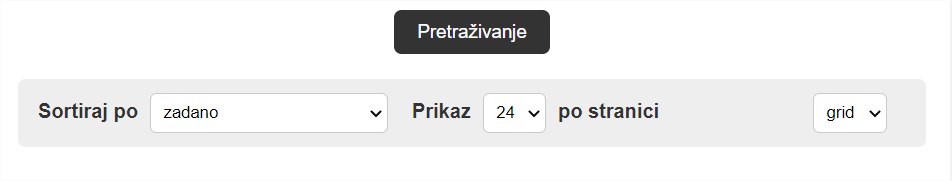 Pretraživanje
Sortiraj po zadano Prikaz 24 po stranici grid